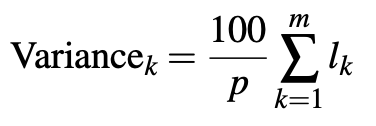 Variance_k = \frac{100}{p} \sum_{k=1}^{m} l_k